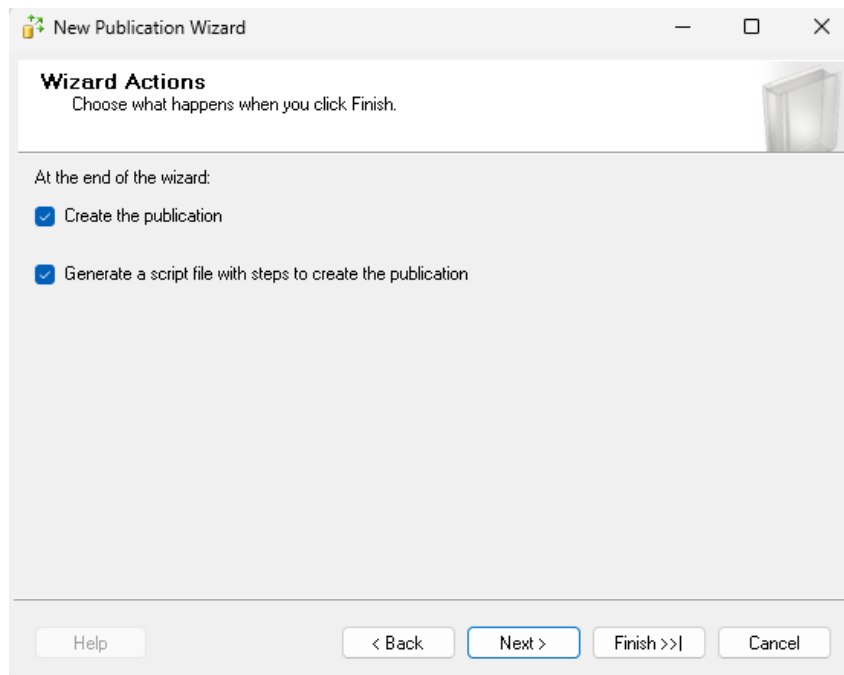 New Publication Wizard
Wizard Actions
Choose what happens when you click Finish.
At the end of the wizard:
Create the publication
Generate a script file with steps to create the publication
Help
< Back
Next >
Finish >>|
Cancel